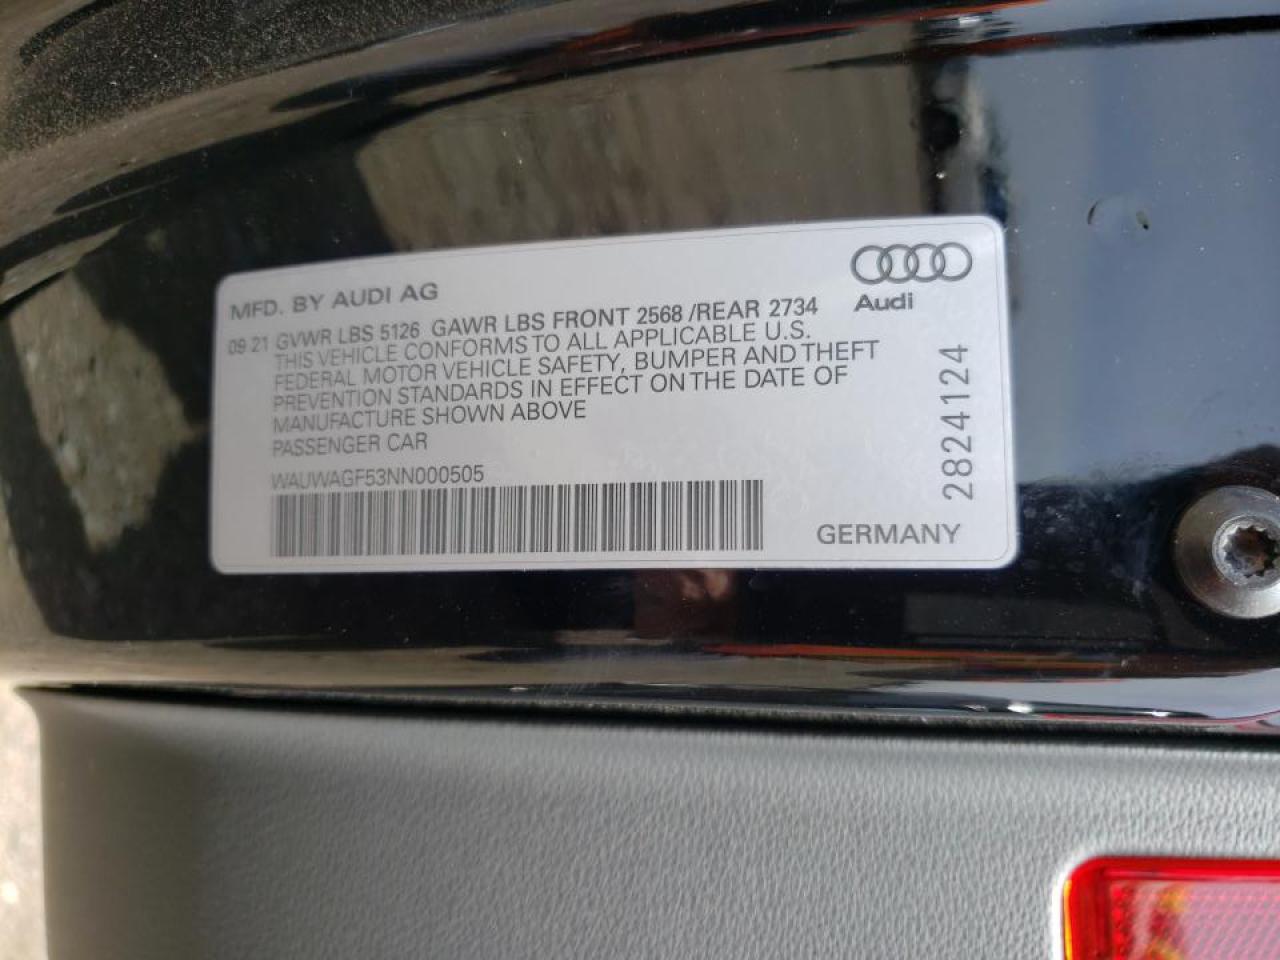 MFD. BY AUDI AG
Audi
09 21 GVWR LBS 5126 GAWR LBS FRONT 2568 /REAR 2734
THIS VEHICLE CONFORMS TO ALL APPLICABLE U.S.
FEDERAL MOTOR VEHICLE SAFETY, BUMPER AND THEFT
PREVENTION STANDARDS IN EFFECT ON THE DATE OF
MANUFACTURE SHOWN ABOVE
PASSENGER CAR
WAUWAGF53NN000505
2824124
GERMANY